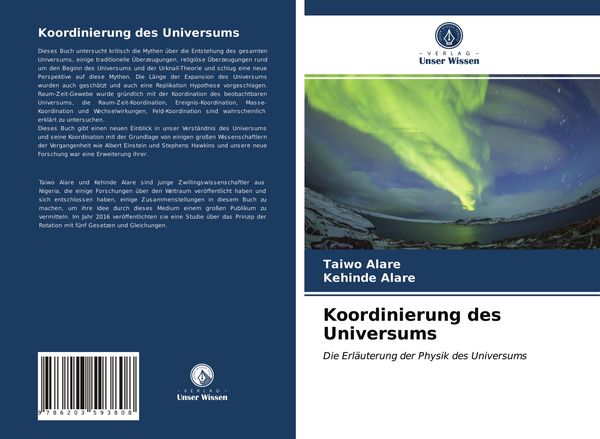 Koordinierung des Universums
Dieses Buch untersucht kritisch die Mythen über die Entstehung des gesamten
Universums, einige traditionelle Überzeugungen, religiöse Überzeugungen rund
um den Beginn des Universums und der Urknall-Theorie und schlug eine neue
Perspektive auf diese Mythen. Die Länge der Expansion des Universums
wurden auch geschätzt und auch eine Replikation Hypothese vorgeschlagen.
Raum-Zeit-Gewebe wurde gründlich mit der Koordination des beobachtbaren
Universums, die Raum-Zeit-Koordination, Ereignis-Koordination, Masse-
Koordination und Wechselwirkungen, Feld-Koordination sind wahrscheinlich
erklärt zu untersuchen.
Dieses Buch gibt einen neuen Einblick in unser Verständnis des Universums
und seine Koordination mit der Grundlage von einigen großen Wissenschaftlern
der Vergangenheit wie Albert Einstein und Stephens Hawkins und unsere neue
Forschung war eine Erweiterung ihrer.
Taiwo Alare und Kehinde Alare sind junge Zwillingswissenschaftler aus
Nigeria, die einige Forschungen über den Weltraum veröffentlicht haben und
sich entschlossen haben, einige Zusammenstellungen in diesem Buch zu
machen, um ihre Idee durch dieses Medium einem großen Publikum zu
vermitteln. Im Jahr 2016 veröffentlichten sie eine Studie über das Prinzip der
Rotation mit fünf Gesetzen und Gleichungen.
9 786203 593808
VERLAG
Unser Wissen
VERLAG
Unser Wissen
Taiwo Alare
Kehinde Alare
Koordinierung des
Universums
Die Erläuterung der Physik des Universums